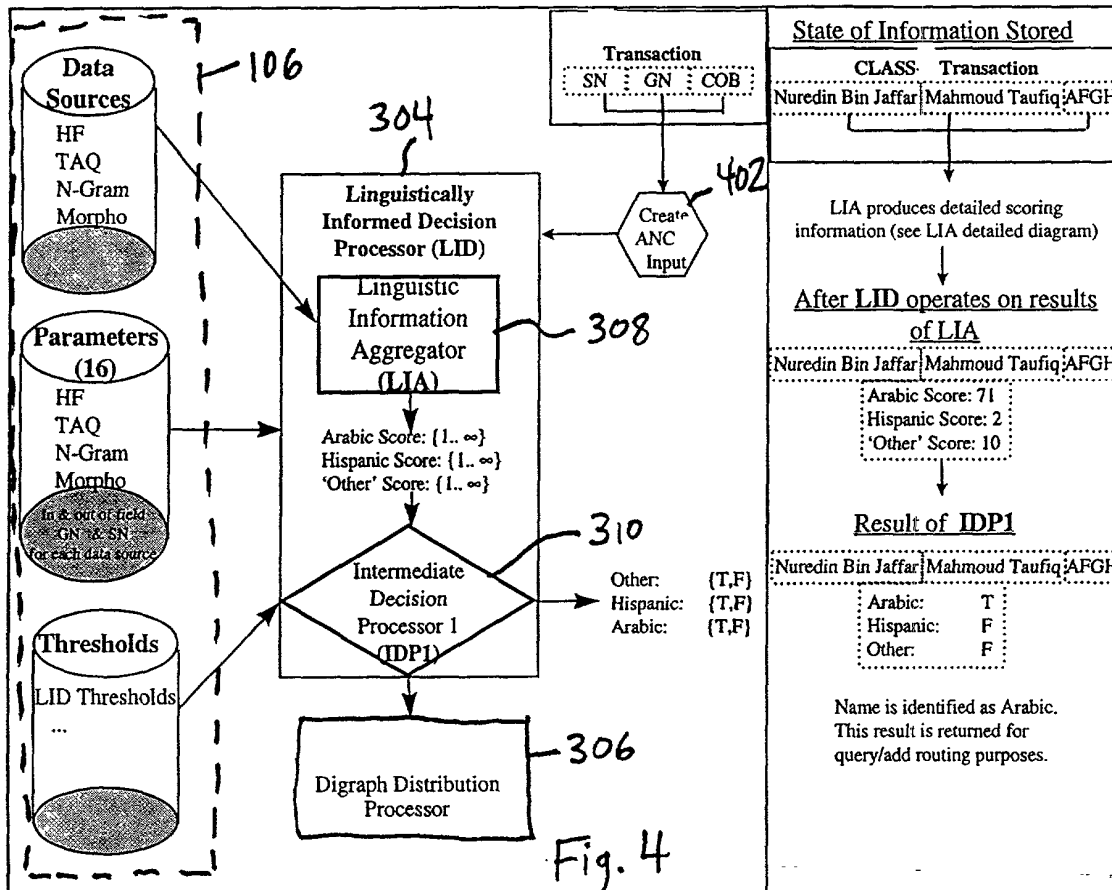 Data
Sources
HF
TAQ
N-Gram
Morpho
106
Parameters
(16)
HF
TAQ
N-Gram
Morpho
In & out of field
GN & SN
for each data source
Thresholds
LID Thresholds
...
304
Linguistically
Informed Decision
Processor (LID)
Linguistic
Information
Aggregator
(LIA)
308
Arabic Score: {1.. ∞}
Hispanic Score: {1.. ∞}
'Other' Score: {1.. ∞}
310
Intermediate
Decision
Processor 1
(IDP1)
Other: {T,F}
Hispanic: {T,F}
Arabic: {T,F}
306
Digraph Distribution
Processor
Fig. 4
Transaction
SN GN COB
402
Create
ANC
Input
State of Information Stored
CLASS Transaction
Nuredin Bin Jaffar Mahmoud Taufiq AFGH
LIA produces detailed scoring
information (see LIA detailed diagram)
After LID operates on results
of LIA
Nuredin Bin Jaffar Mahmoud Taufiq AFGH
Arabic Score: 71
Hispanic Score: 2
'Other' Score: 10
Result of IDP1
Nuredin Bin Jaffar Mahmoud Taufiq AFGH
Arabic: T
Hispanic: F
Other: F
Name is identified as Arabic.
This result is returned for
query/add routing purposes.